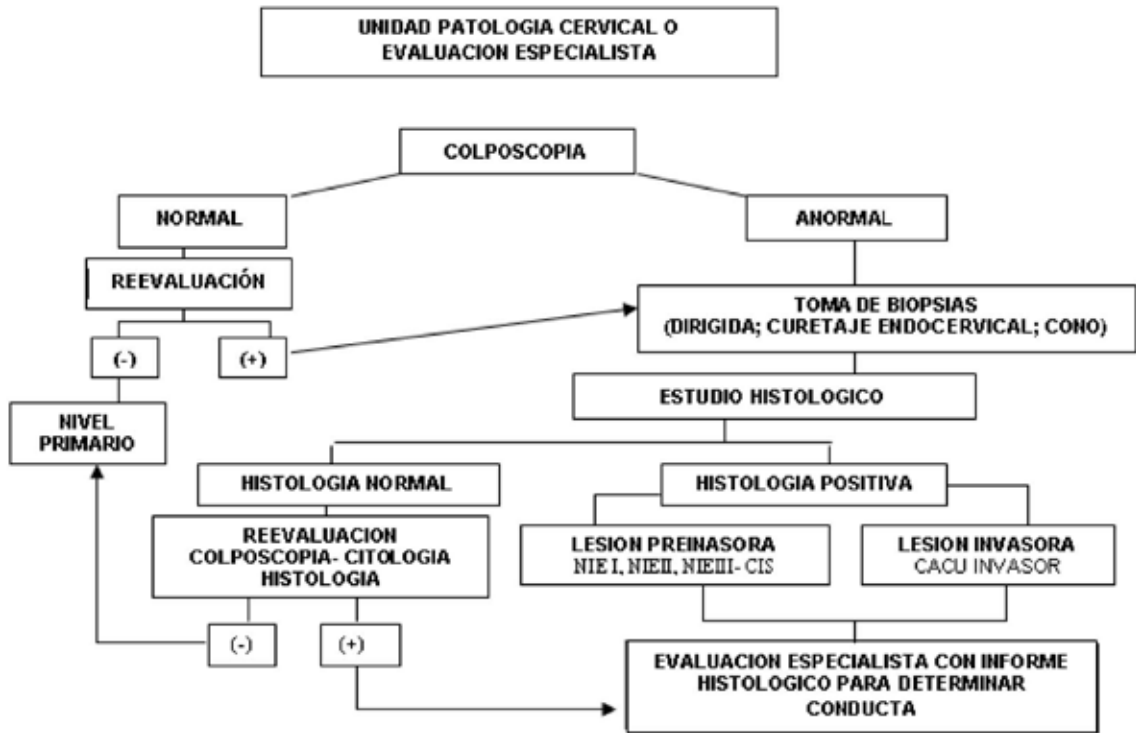 UNIDAD PATOLOGIA CERVICAL O
EVALUACION ESPECIALISTA
COLPOSCOPIA
NORMAL
ANORMAL
REEVALUACIÓN
TOMA DE BIOPSIAS
(DIRIGIDA; CURETAJE ENDOCERVICAL; CONO)
(-)
(+)
ESTUDIO HISTOLOGICO
NIVEL
PRIMARIO
HISTOLOGIA NORMAL
HISTOLOGIA POSITIVA
REEVALUACION
COLPOSCOPIA- CITOLOGIA
HISTOLOGIA
LESION PREINASORA
NIE I, NIEII, NIEIII- CIS
LESION INVASORA
CACU INVASOR
(-)
(+)
EVALUACION ESPECIALISTA CON INFORME
HISTOLOGICO PARA DETERMINAR
CONDUCTA